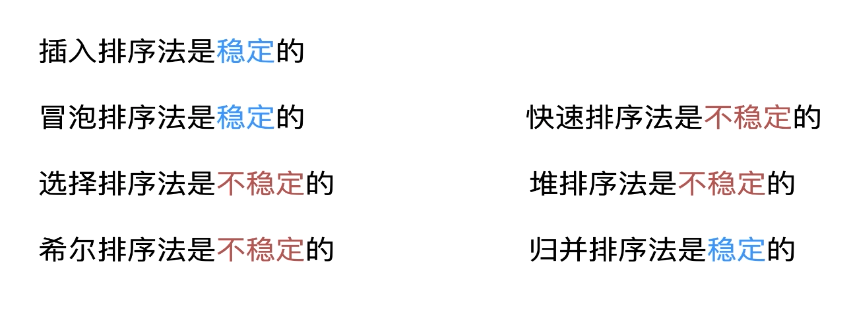 插入排序法是稳定的
冒泡排序法是稳定的
选择排序法是不稳定的
希尔排序法是不稳定的
快速排序法是不稳定的
堆排序法是不稳定的
归并排序法是稳定的